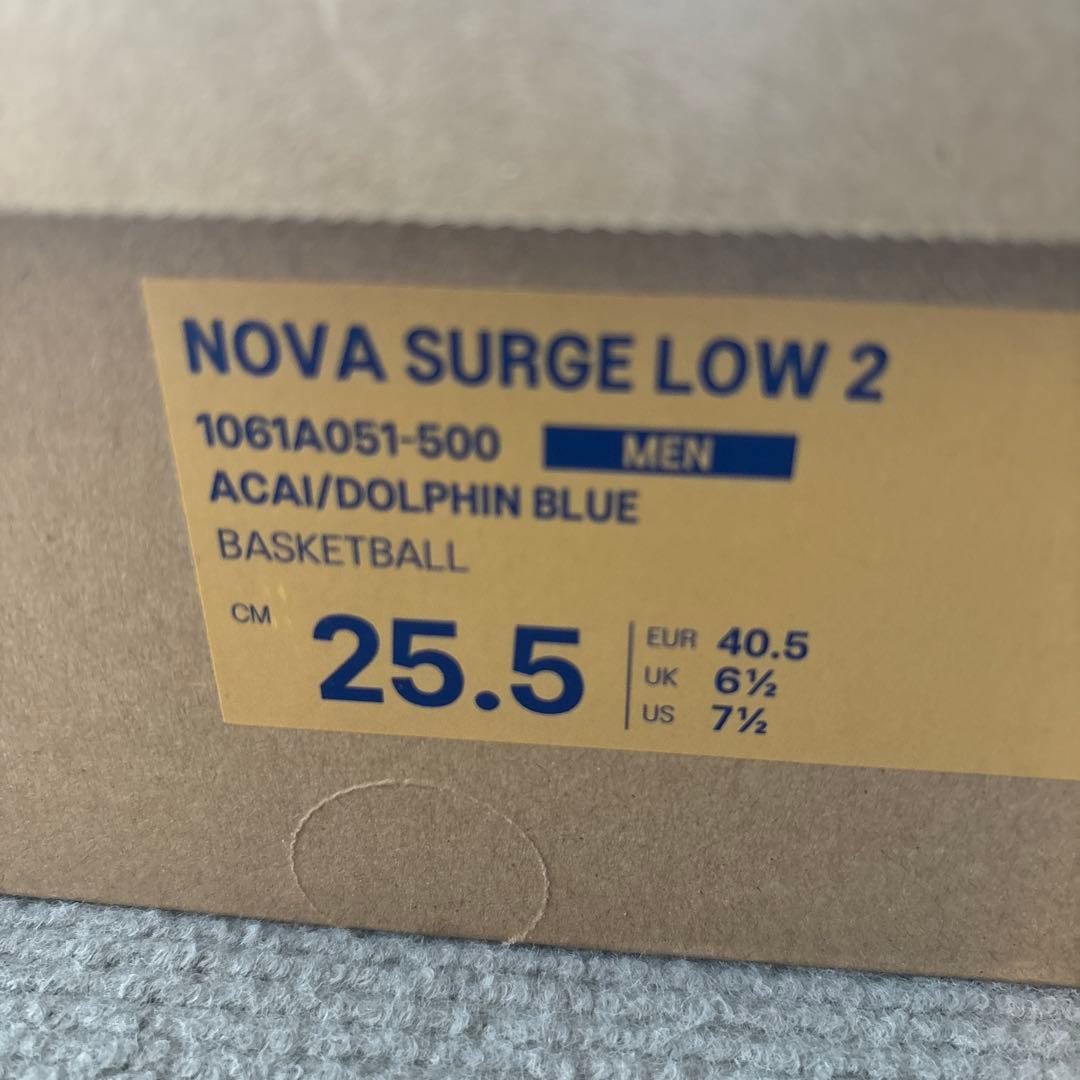 NOVA SURGE LOW 2
1061A051-500 MEN
ACAI/DOLPHIN BLUE
BASKETBALL
CM 25.5
EUR 40.5
UK 6½
US 7½